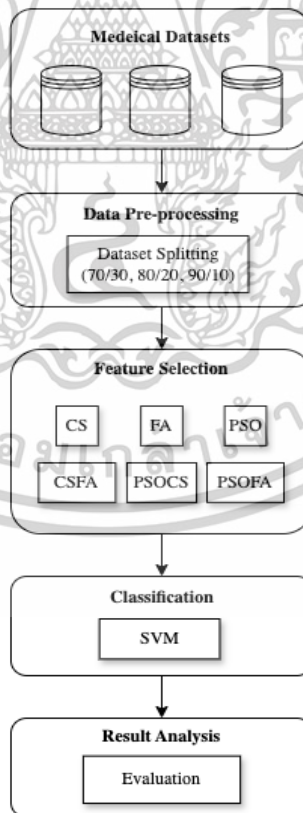 Medeical Datasets
Data Pre-processing
Dataset Splitting
(70/30, 80/20, 90/10)
Feature Selection
CS FA PSO
CSFA PSOCS PSOFA
Classification
SVM
Result Analysis
Evaluation